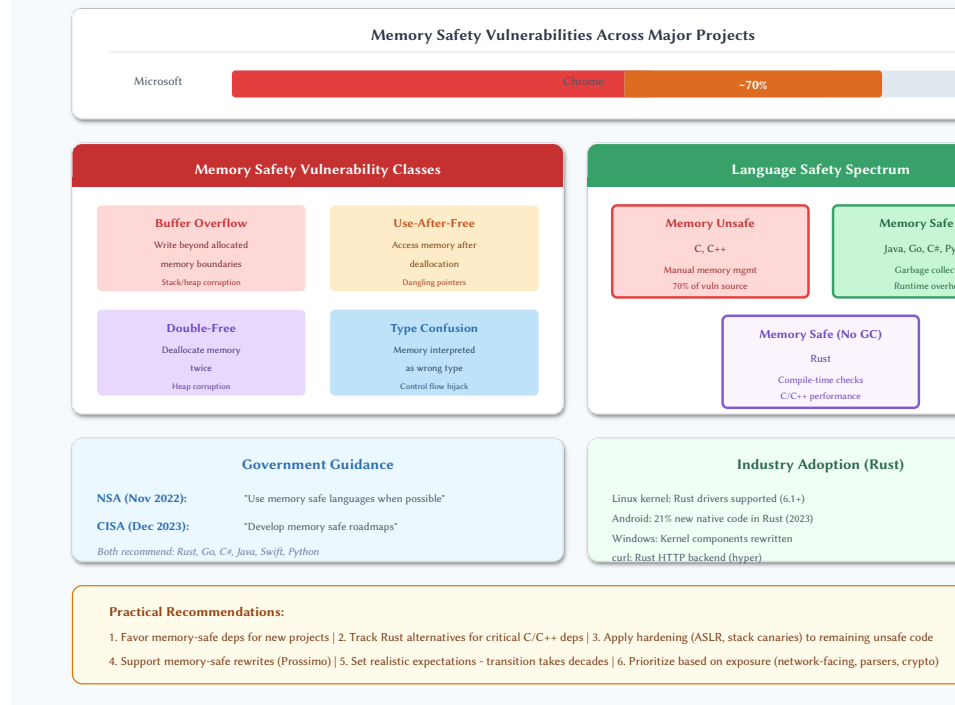 Memory Safety Vulnerabilities Across Major Projects
Microsoft
Chrome
~70%
Memory Safety Vulnerability Classes
Buffer Overflow
Write beyond allocated
memory boundaries
Stack/heap corruption
Use-After-Free
Access memory after
deallocation
Dangling pointers
Double-Free
Deallocate memory
twice
Heap corruption
Type Confusion
Memory interpreted
as wrong type
Control flow hijack
Language Safety Spectrum
Memory Unsafe
C, C++
Manual memory mgmt
70% of vuln source
Memory Safe
Java, Go, C#, Py
Garbage collec
Runtime overhe
Memory Safe (No GC)
Rust
Compile-time checks
C/C++ performance
Government Guidance
NSA (Nov 2022): "Use memory safe languages when possible"
CISA (Dec 2023): "Develop memory safe roadmaps"
Both recommend: Rust, Go, C#, Java, Swift, Python
Industry Adoption (Rust)
Linux kernel: Rust drivers supported (6.1+)
Android: 21% new native code in Rust (2023)
Windows: Kernel components rewritten
curl: Rust HTTP backend (hyper)
Practical Recommendations:
1. Favor memory-safe deps for new projects | 2. Track Rust alternatives for critical C/C++ deps | 3. Apply hardening (ASLR, stack canaries) to remaining unsafe code
4. Support memory-safe rewrites (Prossimo) | 5. Set realistic expectations - transition takes decades | 6. Prioritize based on exposure (network-facing, parsers, crypto)